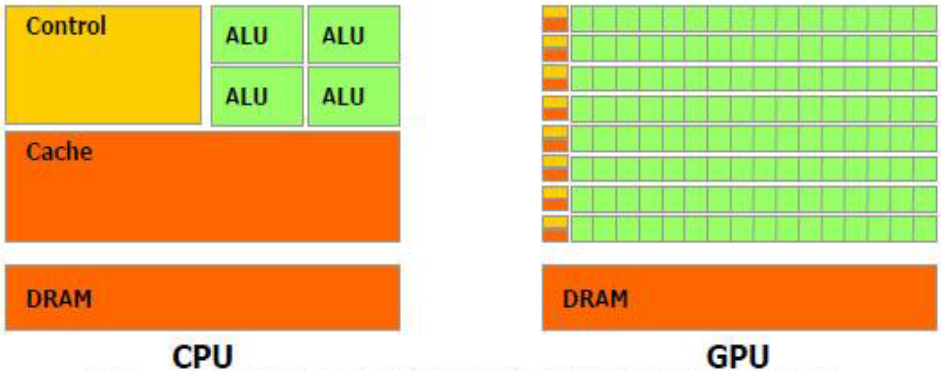 Control
ALU ALU
ALU ALU
Cache
DRAM
DRAM
CPU
GPU